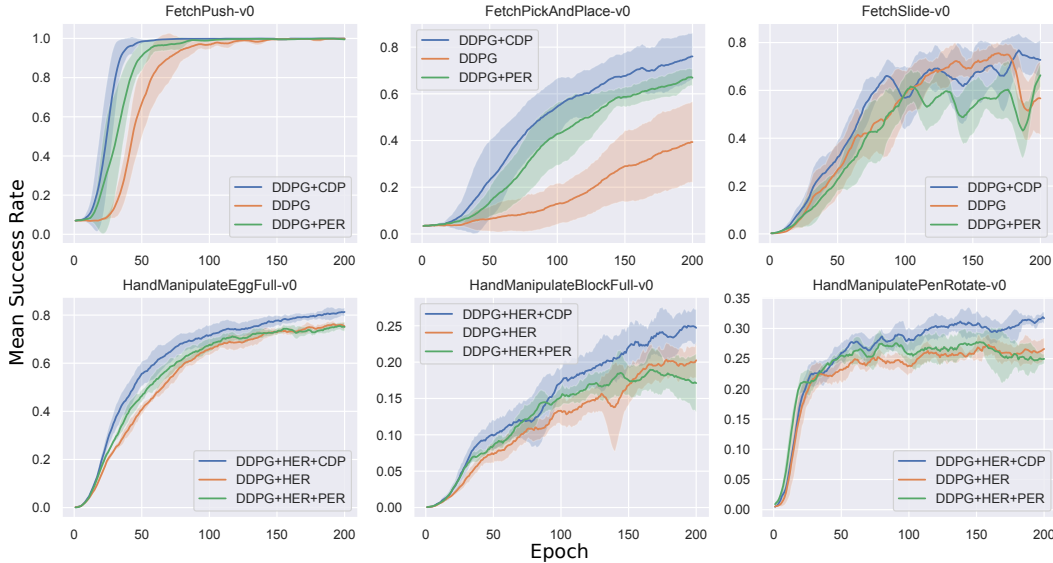 FetchPush-v0
1.0
0.8
0.6
0.4
0.2
0.0
0 50 100 150 200
DDPG+CDP
DDPG
DDPG+PER
FetchPickAndPlace-v0
0.8
0.6
0.4
0.2
0.0
0 50 100 150 200
DDPG+CDP
DDPG
DDPG+PER
FetchSlide-v0
0.8
0.6
0.4
0.2
0.0
0 50 100 150 200
DDPG+CDP
DDPG
DDPG+PER
Mean Success Rate
HandManipulateEggFull-v0
0.8
0.6
0.4
0.2
0.0
0 50 100 150 200
DDPG+HER+CDP
DDPG+HER
DDPG+HER+PER
HandManipulateBlockFull-v0
0.25
0.20
0.15
0.10
0.05
0.00
0 50 100 150 200
DDPG+HER+CDP
DDPG+HER
DDPG+HER+PER
HandManipulatePenRotate-v0
0.35
0.30
0.25
0.20
0.15
0.10
0.05
0.00
0 50 100 150 200
DDPG+HER+CDP
DDPG+HER
DDPG+HER+PER
Epoch